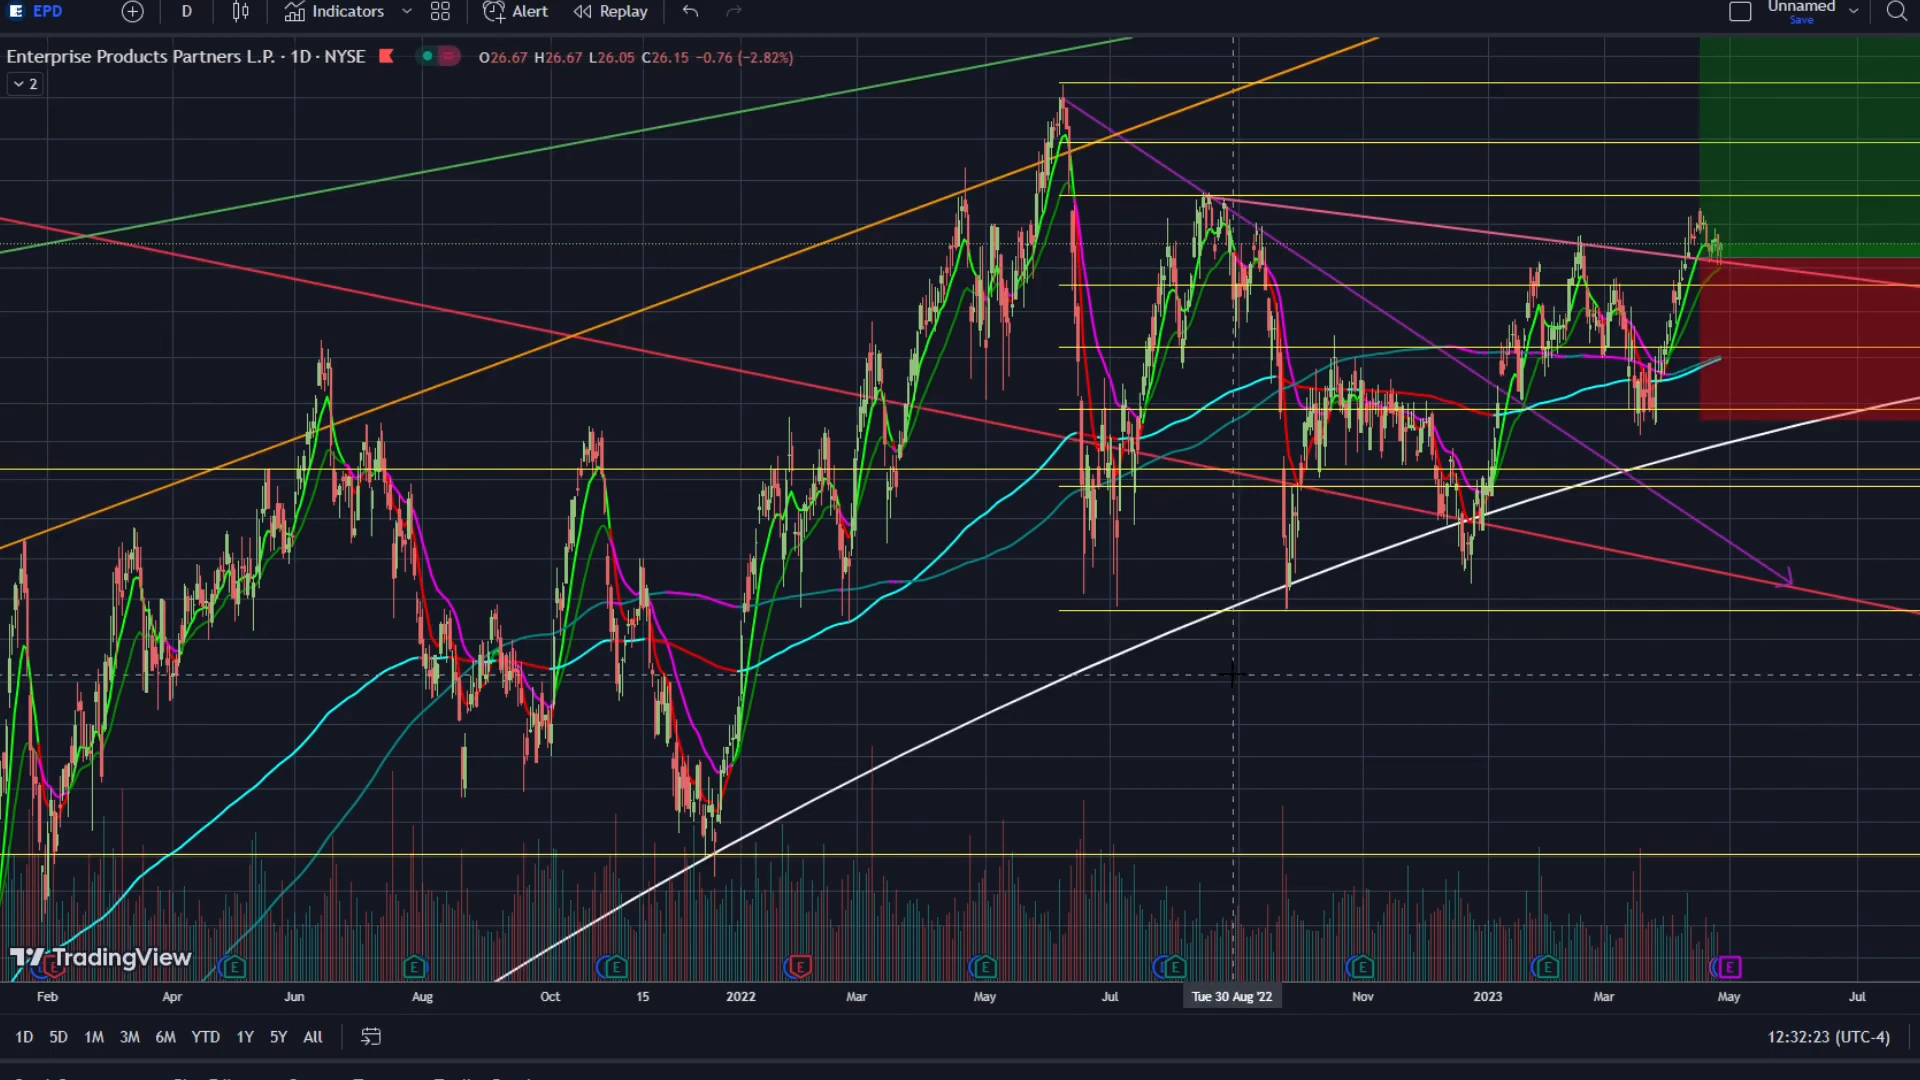 EPD
D
Indicators
Alert
Replay
Unnamed
Save
Enterprise Products Partners L.P. · 1D · NYSE
O26.67 H26.67 L26.05 C26.15 −0.76 (−2.82%)
2
TradingView
E E E E E E E E E E
Feb Apr Jun Aug Oct 15 2022 Mar May Jul Tue 30 Aug '22 Nov 2023 Mar May Jul
1D 5D 1M 3M 6M YTD 1Y 5Y All
12:32:23 (UTC-4)